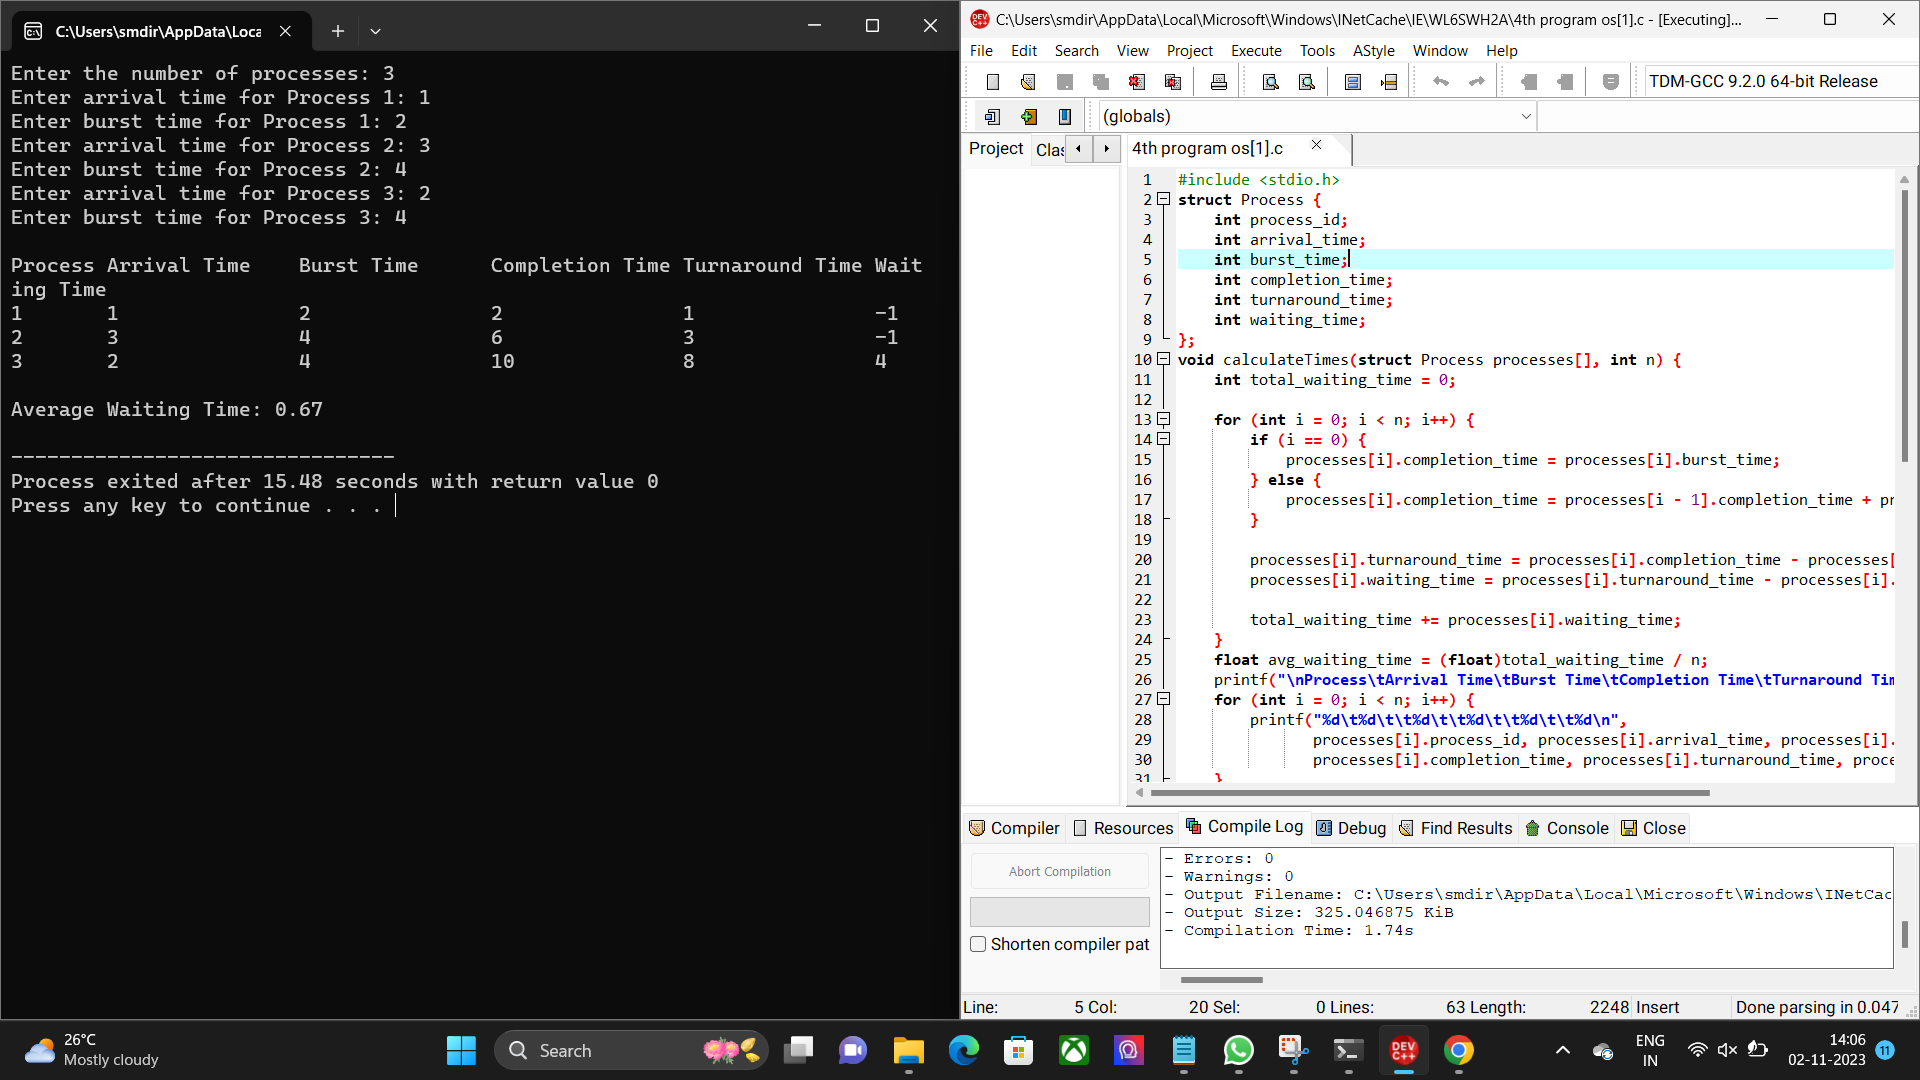 C:\Users\smdir\AppData\Loca
Enter the number of processes: 3
Enter arrival time for Process 1: 1
Enter burst time for Process 1: 2
Enter arrival time for Process 2: 3
Enter burst time for Process 2: 4
Enter arrival time for Process 3: 2
Enter burst time for Process 3: 4
Process Arrival Time    Burst Time      Completion Time Turnaround Time Wait
ing Time
1       1               2               2               1               -1
2       3               4               6               3               -1
3       2               4               10              8               4
Average Waiting Time: 0.67
--------------------------------
Process exited after 15.48 seconds with return value 0
Press any key to continue . . .
C:\Users\smdir\AppData\Local\Microsoft\Windows\INetCache\IE\WL6SWH2A\4th program os[1].c - [Executing]...
File Edit Search View Project Execute Tools AStyle Window Help
TDM-GCC 9.2.0 64-bit Release
(globals)
Project Clas
4th program os[1].c
1 #include <stdio.h>
2 struct Process {
3     int process_id;
4     int arrival_time;
5     int burst_time;
6     int completion_time;
7     int turnaround_time;
8     int waiting_time;
9 };
10 void calculateTimes(struct Process processes[], int n) {
11     int total_waiting_time = 0;
12
13     for (int i = 0; i < n; i++) {
14         if (i == 0) {
15             processes[i].completion_time = processes[i].burst_time;
16         } else {
17             processes[i].completion_time = processes[i - 1].completion_time + pr
18         }
19
20         processes[i].turnaround_time = processes[i].completion_time - processes[
21         processes[i].waiting_time = processes[i].turnaround_time - processes[i].
22
23         total_waiting_time += processes[i].waiting_time;
24     }
25     float avg_waiting_time = (float)total_waiting_time / n;
26     printf("\nProcess\tArrival Time\tBurst Time\tCompletion Time\tTurnaround Tim
27     for (int i = 0; i < n; i++) {
28         printf("%d\t%d\t\t%d\t\t%d\t\t%d\t\t%d\n",
29                processes[i].process_id, processes[i].arrival_time, processes[i].
30                processes[i].completion_time, processes[i].turnaround_time, proce
31     }
Compiler Resources Compile Log Debug Find Results Console Close
Abort Compilation
Shorten compiler pat
- Errors: 0
- Warnings: 0
- Output Filename: C:\Users\smdir\AppData\Local\Microsoft\Windows\INetCac
- Output Size: 325.046875 KiB
- Compilation Time: 1.74s
Line: 5 Col: 20 Sel: 0 Lines: 63 Length: 2248 Insert Done parsing in 0.047
26°C
Mostly cloudy
Search
DEV
C++
ENG
IN
14:06
02-11-2023
11